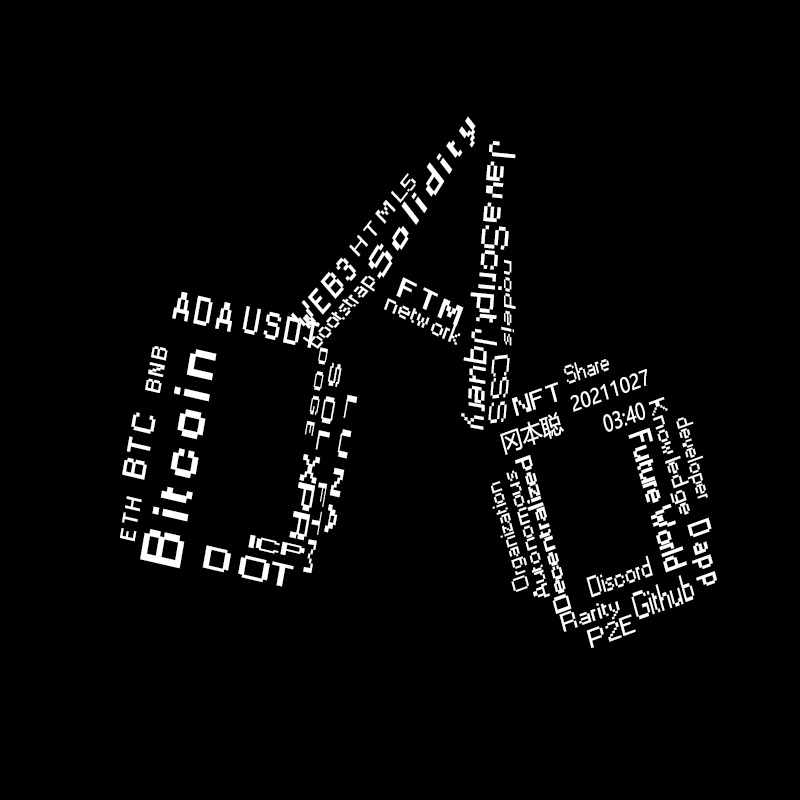 ADA USDT
BNB
BTC
ETH
Bitcoin
DOT
ICP
DOGE
SOL
XPR
LUNA
FTM
WEB3 HTML5
Solidity
bootstrap
FTM
network
JavaScript Jquery
nodejs
CSS
NFT Share
20211027
冈本聪 03:40
Knowledge
developer
Future World
Dapp
Organization
Autonomous
Decentralized
Discord
Rarity Github
P2E